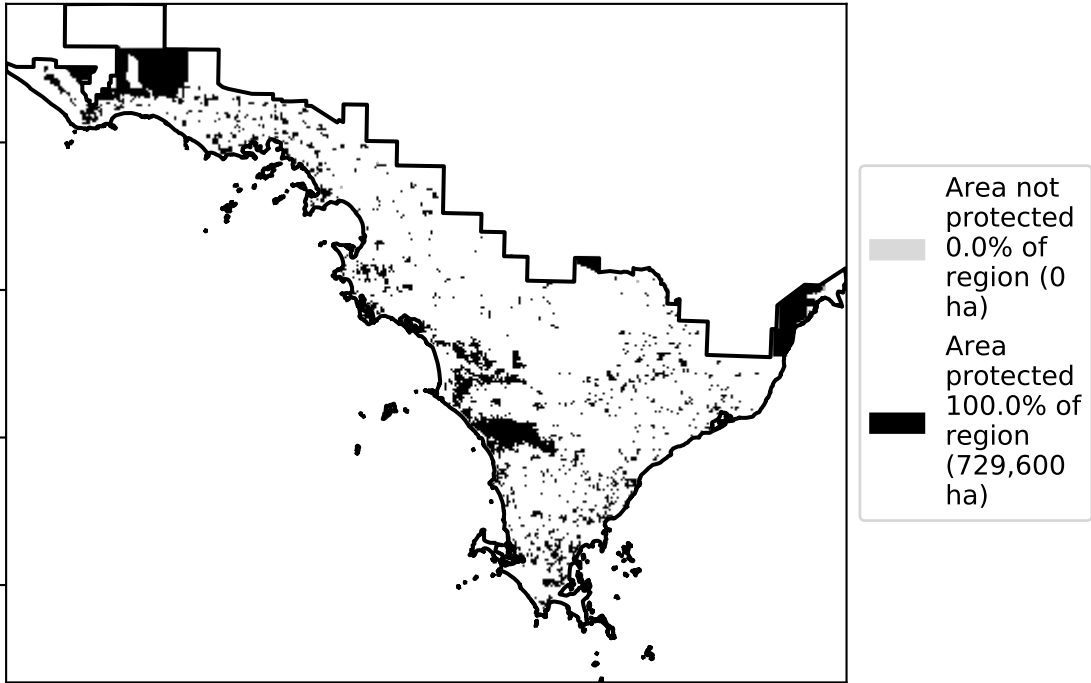 Area not
protected
0.0% of
region (0
ha)
Area
protected
100.0% of
region
(729,600
ha)